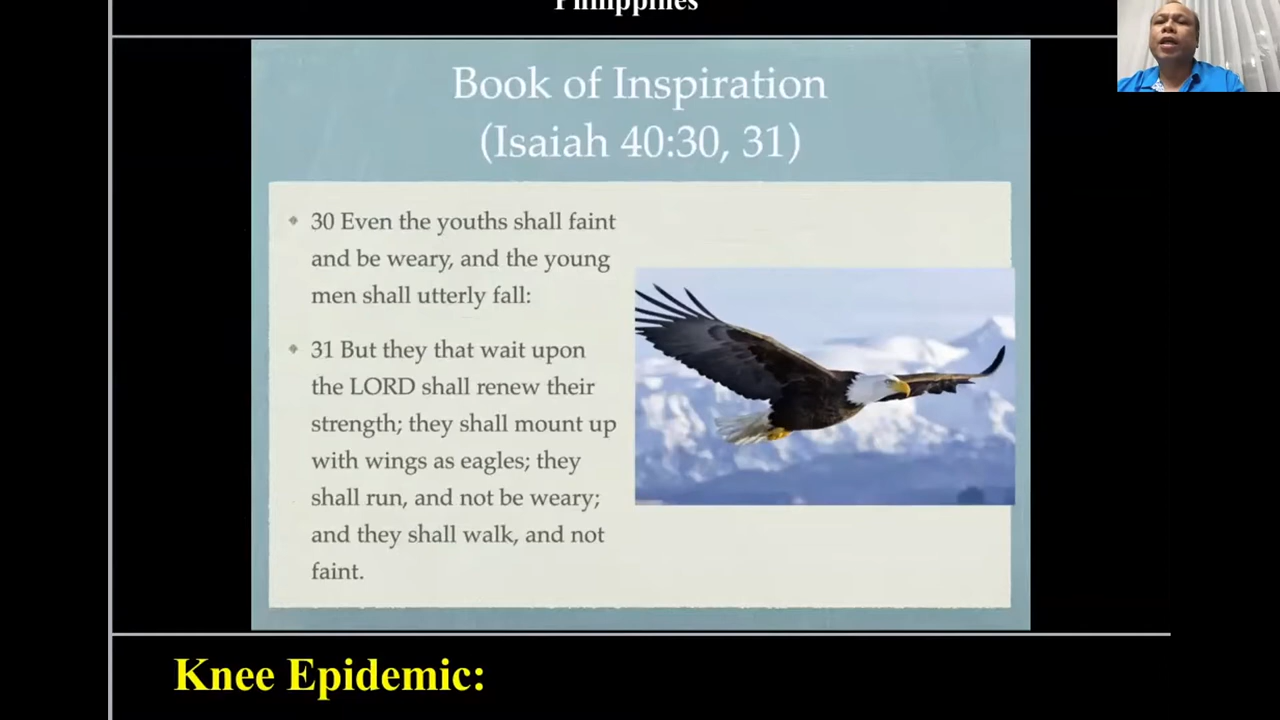 Philippines
Book of Inspiration
(Isaiah 40:30, 31)
30 Even the youths shall faint
and be weary, and the young
men shall utterly fall:
31 But they that wait upon
the LORD shall renew their
strength; they shall mount up
with wings as eagles; they
shall run, and not be weary;
and they shall walk, and not
faint.
Knee Epidemic: